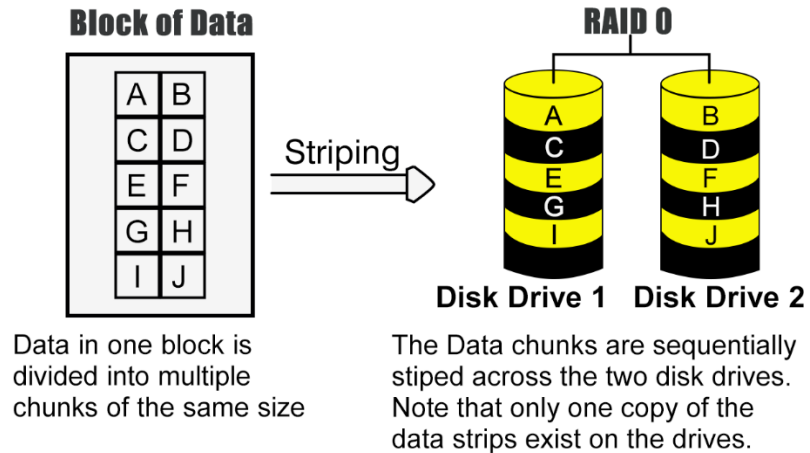 Block of Data
RAID 0
A B
C D
E F
G H
I J
Striping
A
C
E
G
I
B
D
F
H
J
Disk Drive 1
Disk Drive 2
Data in one block is
divided into multiple
chunks of the same size
The Data chunks are sequentially
stiped across the two disk drives.
Note that only one copy of the
data strips exist on the drives.